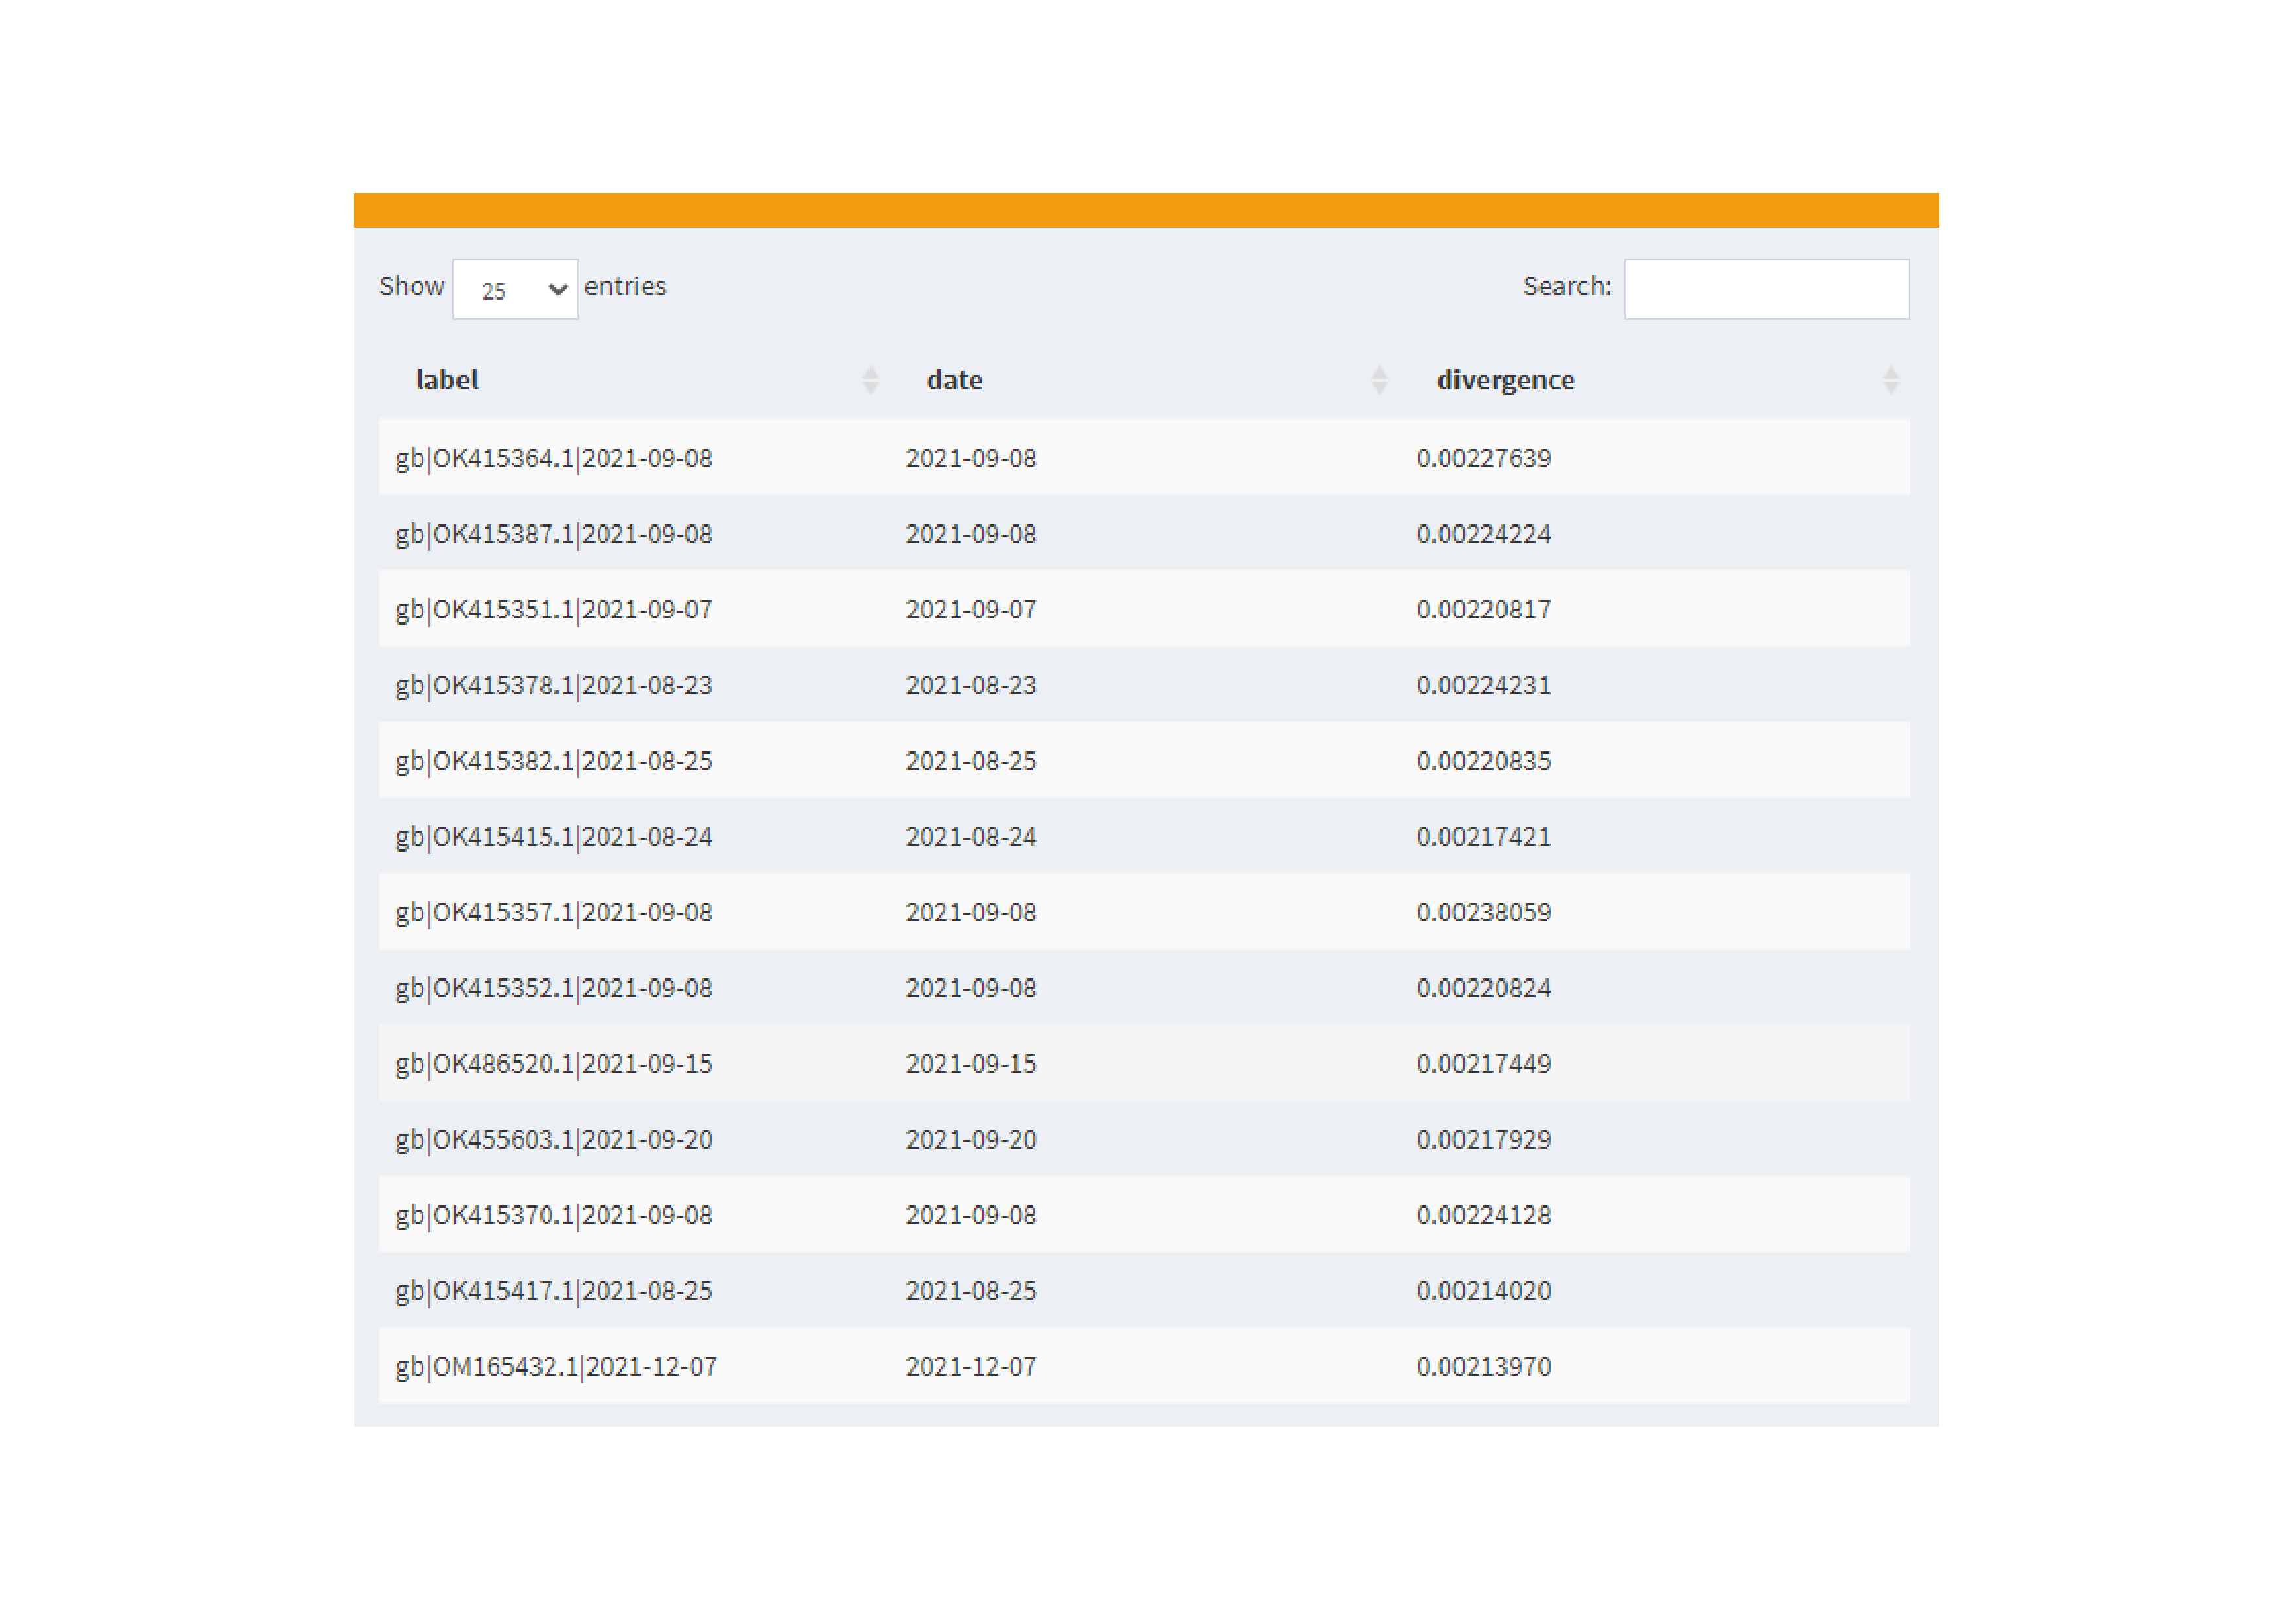 Show 25 entries Search:
label date divergence
gb|OK415364.1|2021-09-08 2021-09-08 0.00227639
gb|OK415387.1|2021-09-08 2021-09-08 0.00224224
gb|OK415351.1|2021-09-07 2021-09-07 0.00220817
gb|OK415378.1|2021-08-23 2021-08-23 0.00224231
gb|OK415382.1|2021-08-25 2021-08-25 0.00220835
gb|OK415415.1|2021-08-24 2021-08-24 0.00217421
gb|OK415357.1|2021-09-08 2021-09-08 0.00238059
gb|OK415352.1|2021-09-08 2021-09-08 0.00220824
gb|OK486520.1|2021-09-15 2021-09-15 0.00217449
gb|OK455603.1|2021-09-20 2021-09-20 0.00217929
gb|OK415370.1|2021-09-08 2021-09-08 0.00224128
gb|OK415417.1|2021-08-25 2021-08-25 0.00214020
gb|OM165432.1|2021-12-07 2021-12-07 0.00213970